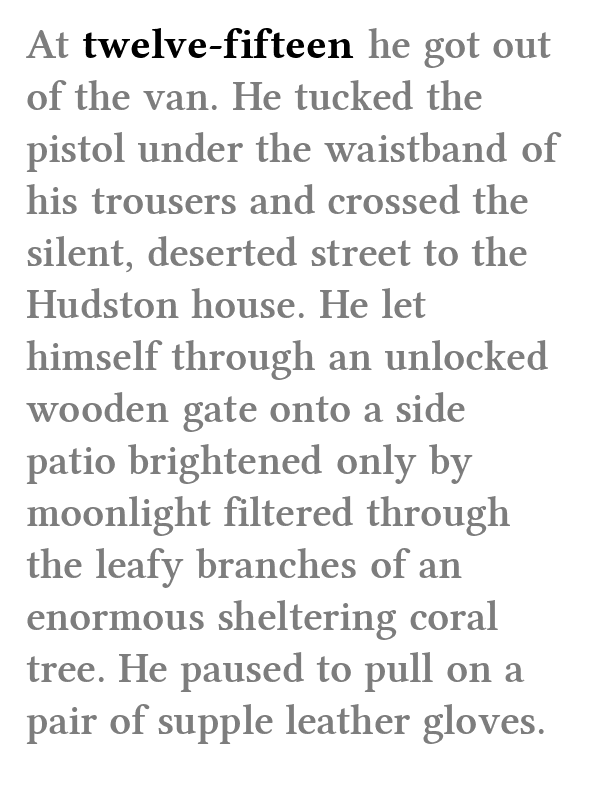 At twelve-fifteen he got out
of the van. He tucked the
pistol under the waistband of
his trousers and crossed the
silent, deserted street to the
Hudston house. He let
himself through an unlocked
wooden gate onto a side
patio brightened only by
moonlight filtered through
the leafy branches of an
enormous sheltering coral
tree. He paused to pull on a
pair of supple leather gloves.